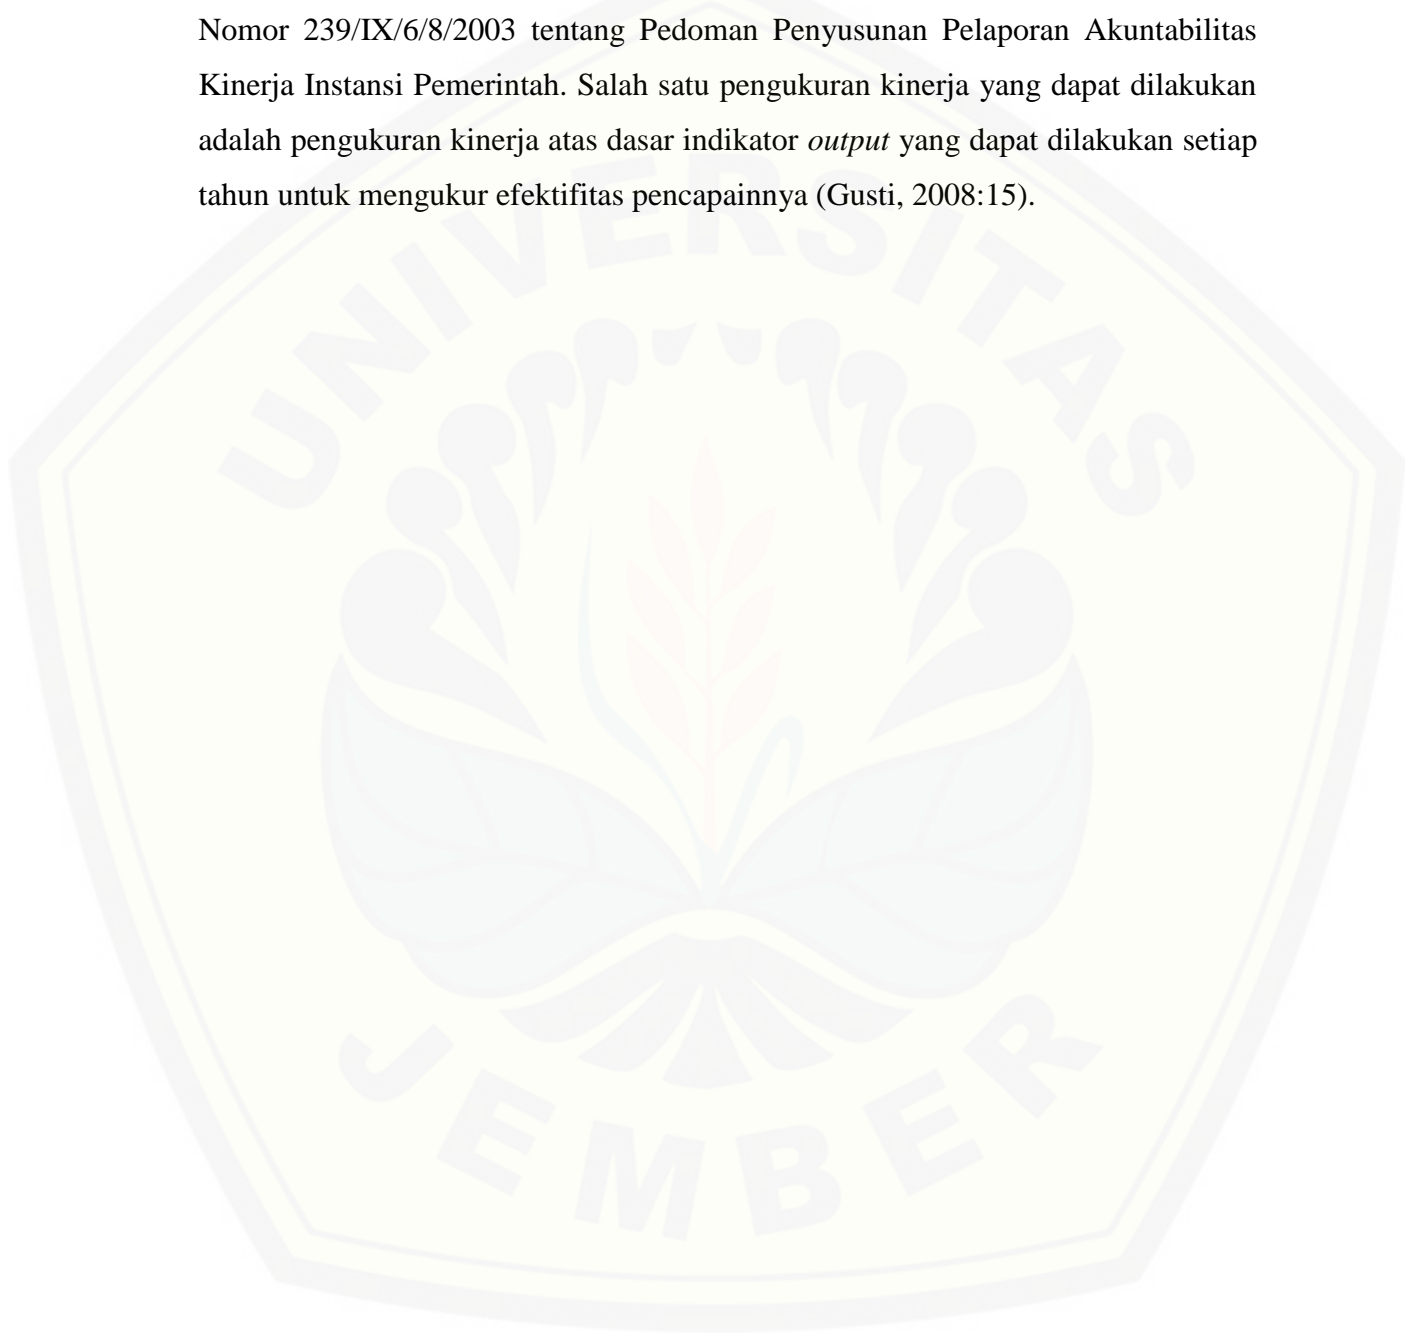 Nomor 239/IX/6/8/2003 tentang Pedoman Penyusunan Pelaporan Akuntabilitas
Kinerja Instansi Pemerintah. Salah satu pengukuran kinerja yang dapat dilakukan
adalah pengukuran kinerja atas dasar indikator output yang dapat dilakukan setiap
tahun untuk mengukur efektifitas pencapainnya (Gusti, 2008:15).
UNIVERSITAS
JEMBER